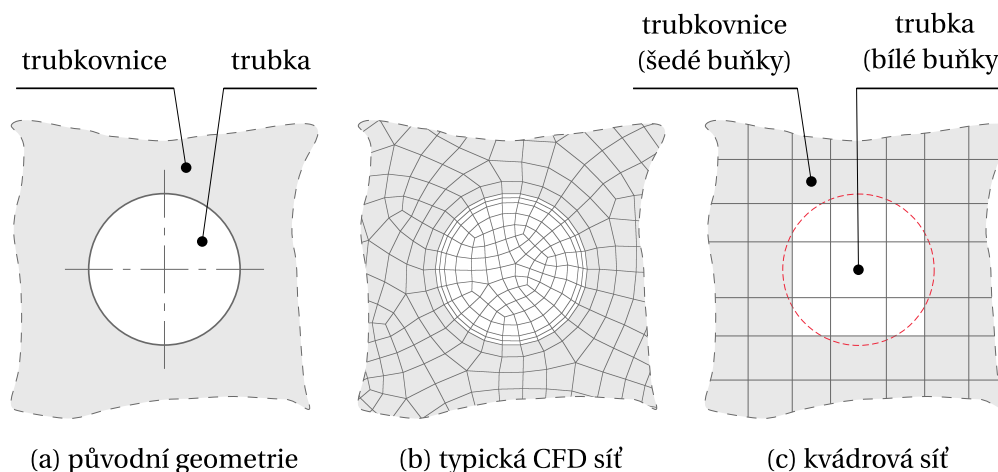 trubkovnice
trubka
trubkovnice
(šedé buňky)
trubka
(bílé buňky)
(a) původní geometrie
(b) typická CFD síť
(c) kvádrová síť